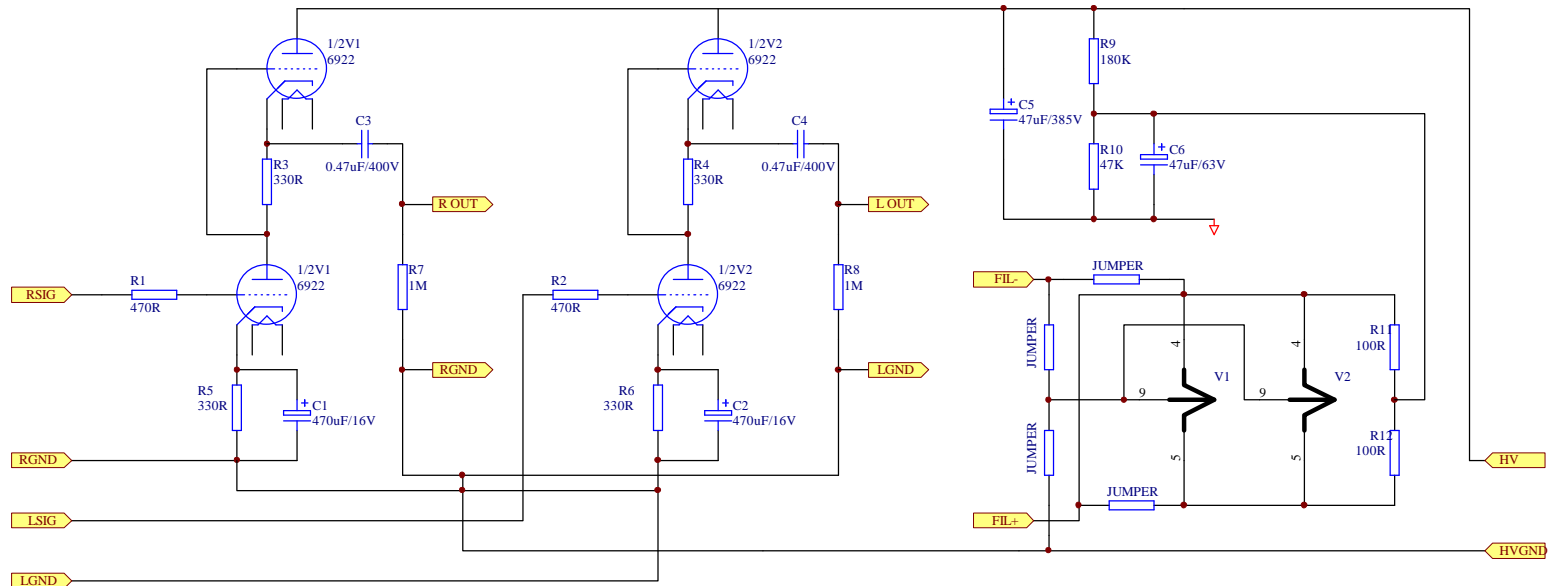 1/2V1
6922
1/2V2
6922
R9
180K
C5
47uF/385V
C3
0.47uF/400V
C4
0.47uF/400V
R3
330R
R4
330R
R10
47K
C6
47uF/63V
R OUT
L OUT
RSIG
R1
470R
1/2V1
6922
R2
470R
1/2V2
6922
R7
1M
R8
1M
FIL-
JUMPER
JUMPER
R11
100R
4
4
RGND
LGND
R5
330R
C1
470uF/16V
R6
330R
C2
470uF/16V
9
V1
9
V2
JUMPER
R12
100R
5
5
RGND
HV
JUMPER
LSIG
FIL+
HVGND
LGND